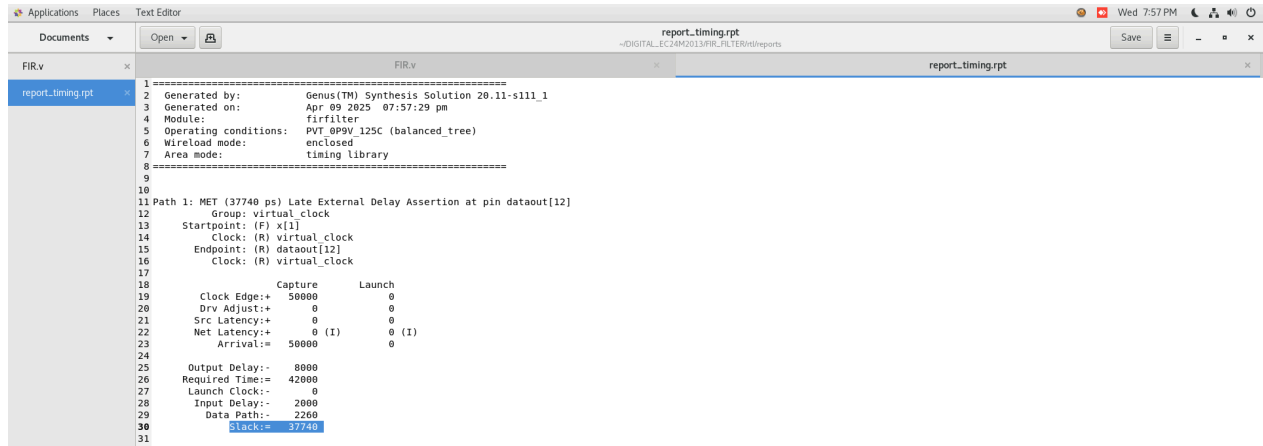 Applications Places Text Editor Wed 7:57 PM
Documents Open report_timing.rpt Save
~/DIGITAL_EC24M2013/FIR_FILTER/rtl/reports
FIR.v × FIR.v × report_timing.rpt ×
report_timing.rpt ×
1 ============================================================
2 Generated by: Genus(TM) Synthesis Solution 20.11-s111_1
3 Generated on: Apr 09 2025 07:57:29 pm
4 Module: firfilter
5 Operating conditions: PVT_0P9V_125C (balanced_tree)
6 Wireload mode: enclosed
7 Area mode: timing library
8 ============================================================
9
10
11 Path 1: MET (37740 ps) Late External Delay Assertion at pin dataout[12]
12 Group: virtual_clock
13 Startpoint: (F) x[1]
14 Clock: (R) virtual_clock
15 Endpoint: (R) dataout[12]
16 Clock: (R) virtual_clock
17
18 Capture Launch
19 Clock Edge:+ 50000 0
20 Drv Adjust:+ 0 0
21 Src Latency:+ 0 0
22 Net Latency:+ 0 (I) 0 (I)
23 Arrival:= 50000 0
24
25 Output Delay:- 8000
26 Required Time:= 42000
27 Launch Clock:- 0
28 Input Delay:- 2000
29 Data Path:- 2260
30 Slack:= 37740
31